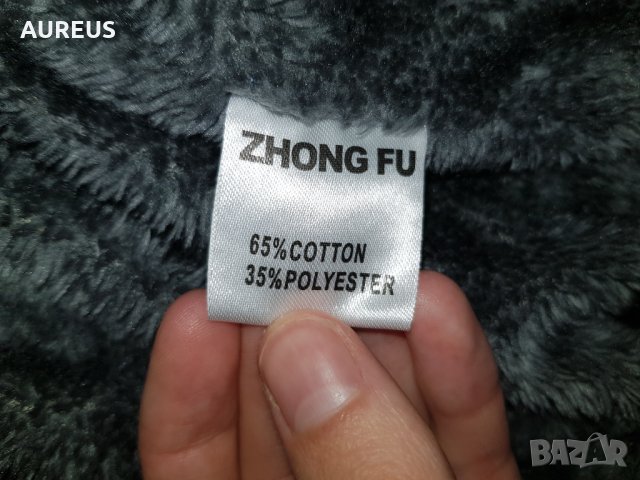 AUREUS
ZHONG FU
65%COTTON
35%POLYESTER
BAZAR